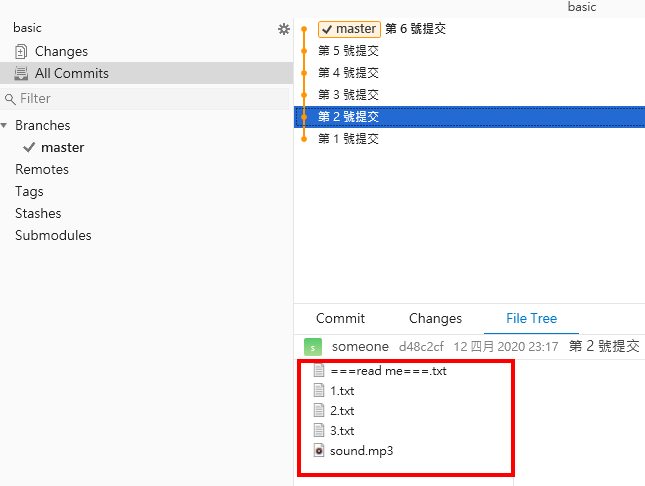 basic
basic
Changes
All Commits
Filter
Branches
master
Remotes
Tags
Stashes
Submodules
master 第 6 號提交
第 5 號提交
第 4 號提交
第 3 號提交
第 2 號提交
第 1 號提交
Commit Changes File Tree
s someone d48c2cf 12 四月 2020 23:17 第 2 號提交
===read me===.txt
1.txt
2.txt
3.txt
sound.mp3